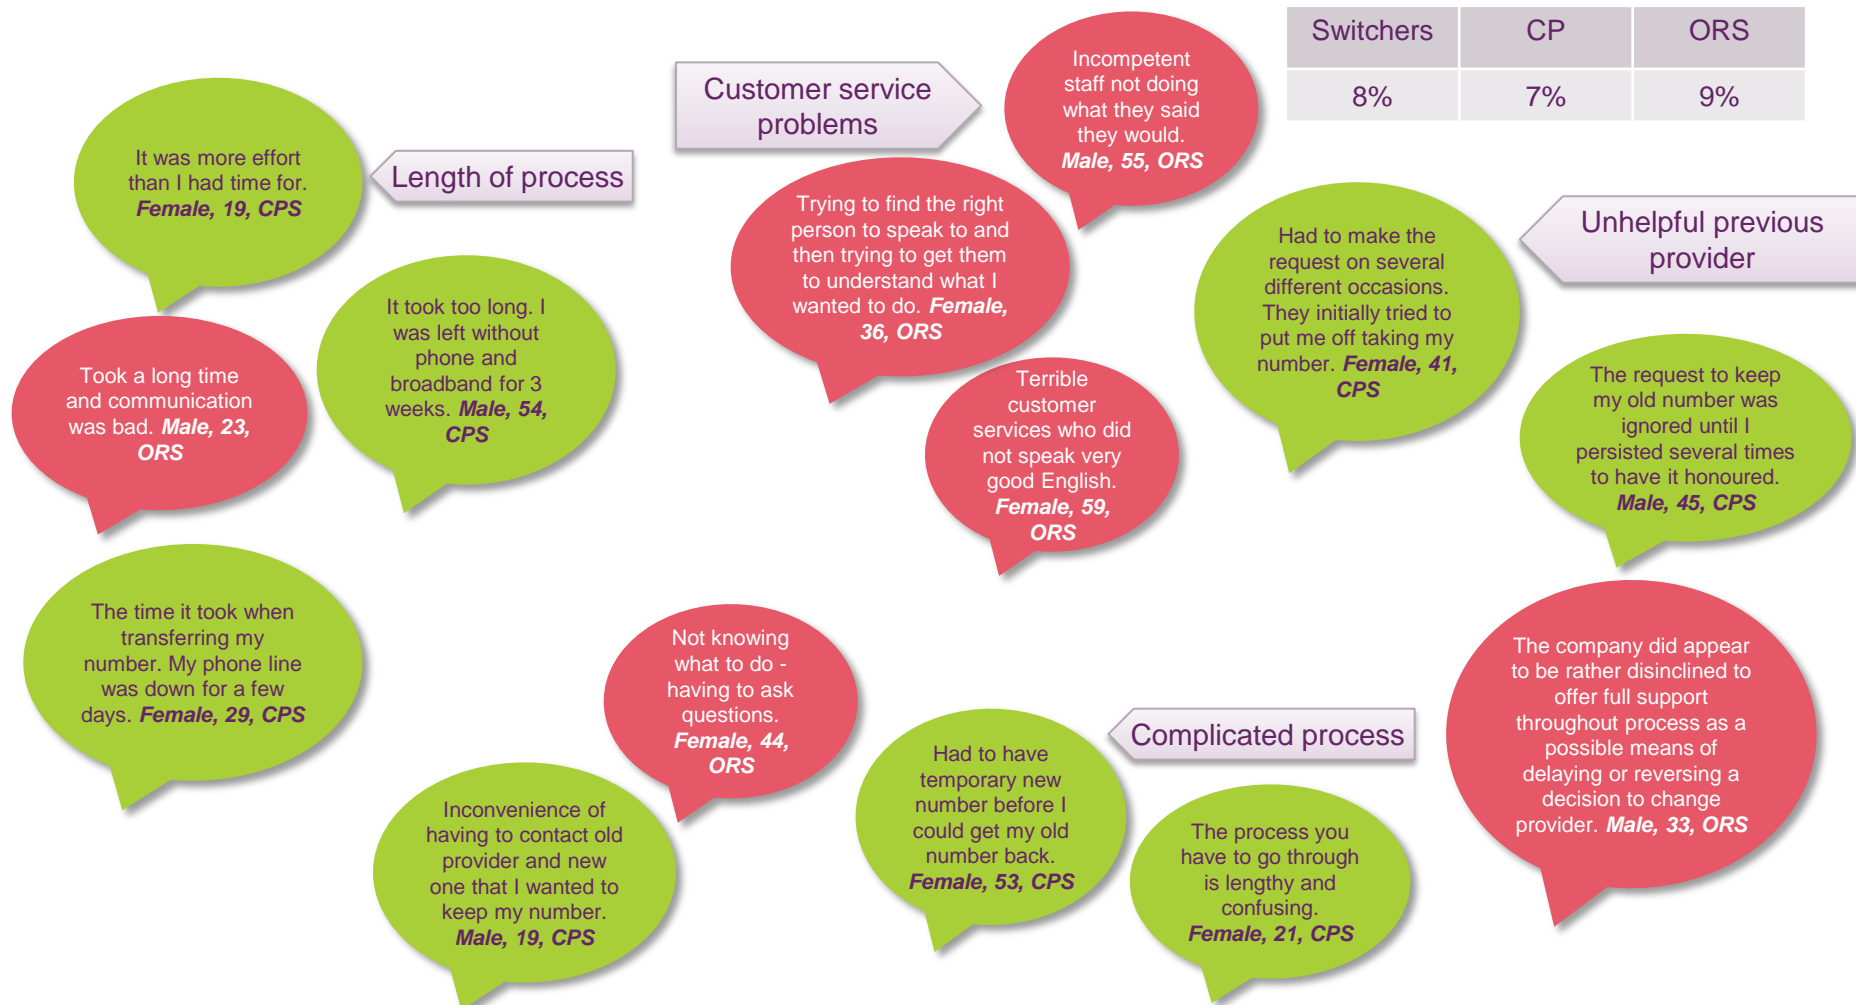 Switchers CP ORS
8% 7% 9%
Customer service
problems
Incompetent
staff not doing
what they said
they would.
Male, 55, ORS
It was more effort
than I had time for.
Female, 19, CPS
Length of process
Trying to find the right
person to speak to and
then trying to get them
to understand what I
wanted to do. Female,
36, ORS
Had to make the
request on several
different occasions.
They initially tried to
put me off taking my
number. Female, 41,
CPS
Unhelpful previous
provider
It took too long. I
was left without
phone and
broadband for 3
weeks. Male, 54,
CPS
Took a long time
and communication
was bad. Male, 23,
ORS
Terrible
customer
services who did
not speak very
good English.
Female, 59,
ORS
The request to keep
my old number was
ignored until I
persisted several times
to have it honoured.
Male, 45, CPS
The time it took when
transferring my
number. My phone line
was down for a few
days. Female, 29, CPS
Not knowing
what to do -
having to ask
questions.
Female, 44,
ORS
The company did appear
to be rather disinclined to
offer full support
throughout process as a
possible means of
delaying or reversing a
decision to change
provider. Male, 33, ORS
Complicated process
Had to have
temporary new
number before I
could get my old
number back.
Female, 53, CPS
Inconvenience of
having to contact old
provider and new
one that I wanted to
keep my number.
Male, 19, CPS
The process you
have to go through
is lengthy and
confusing.
Female, 21, CPS